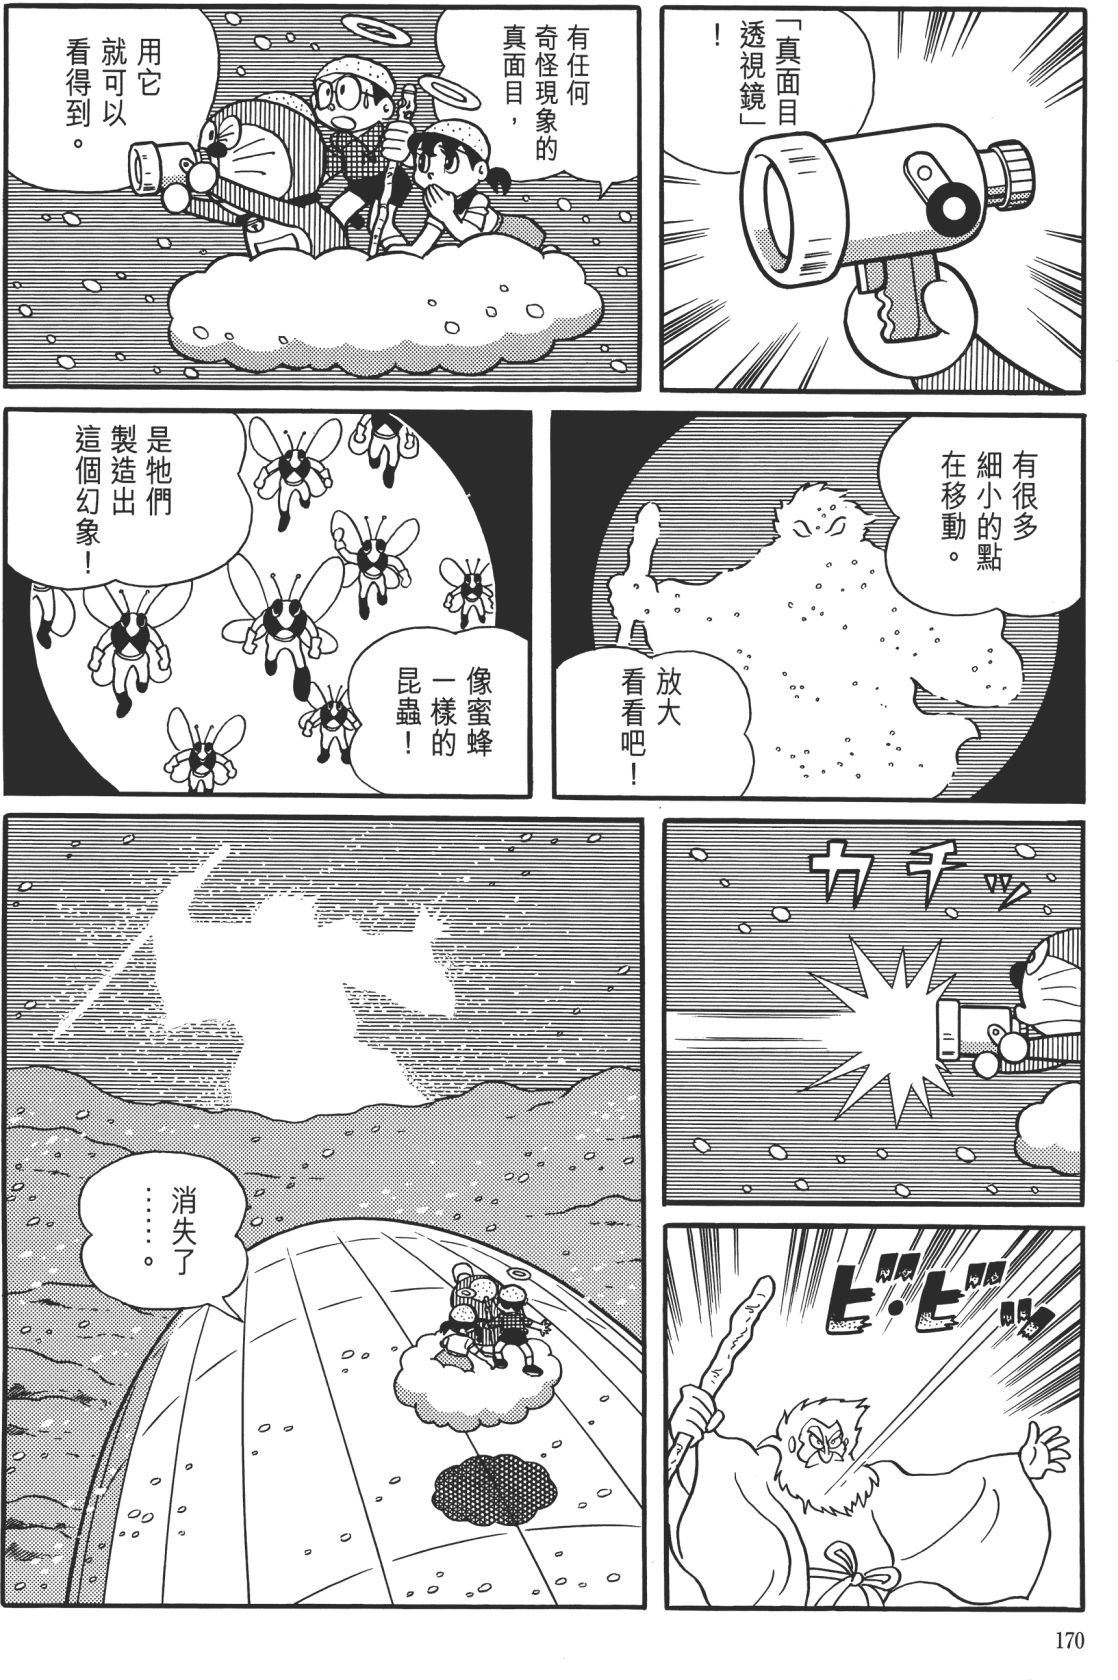 「真面目
透視鏡」
！
有任何
奇怪現象的
真面目，
用它
就可以
看得到。
有很多
細小的點
在移動。
放大
看看吧！
像蜜蜂
一樣的
昆蟲！
是牠們
製造出
這個幻象！
カチッ
ビ・ビーッ
消失了
……。
170